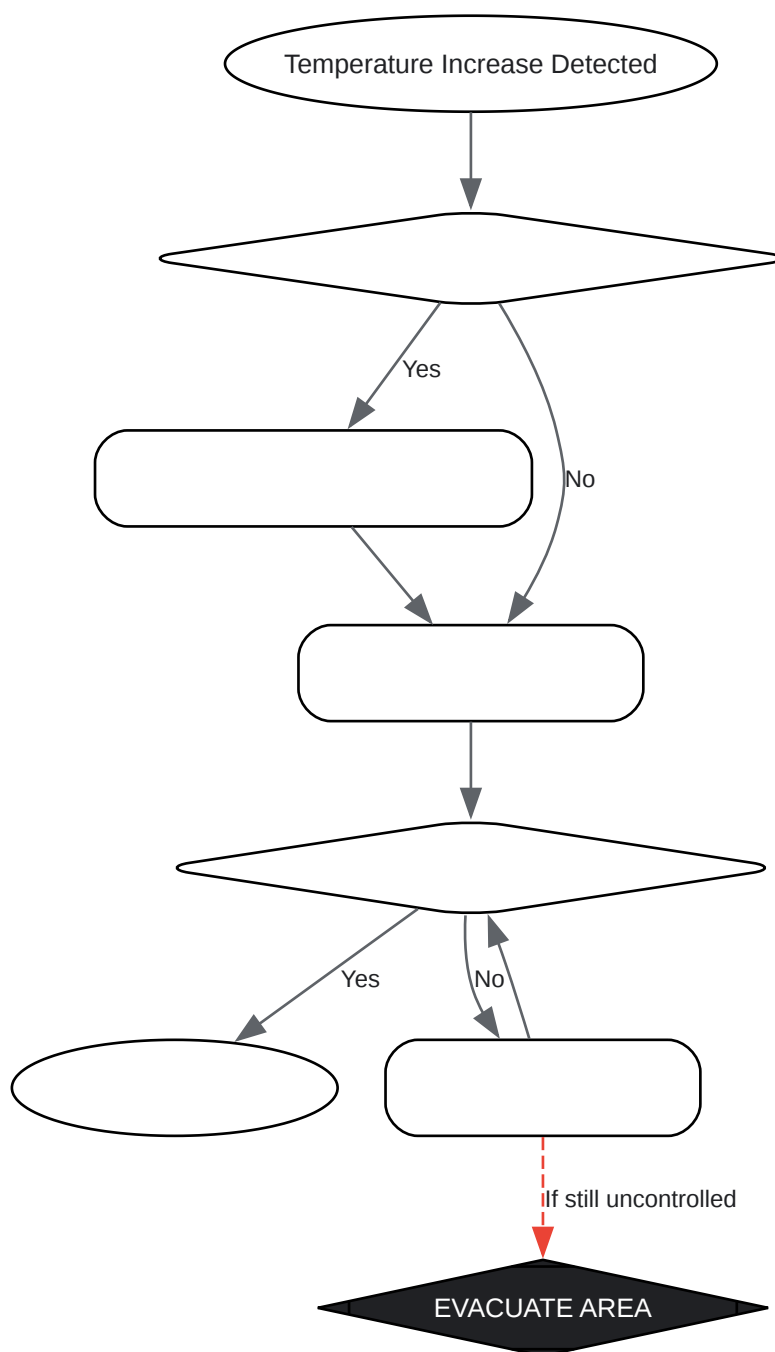 Temperature Increase Detected
Yes
No
Yes
No
If still uncontrolled
EVACUATE AREA